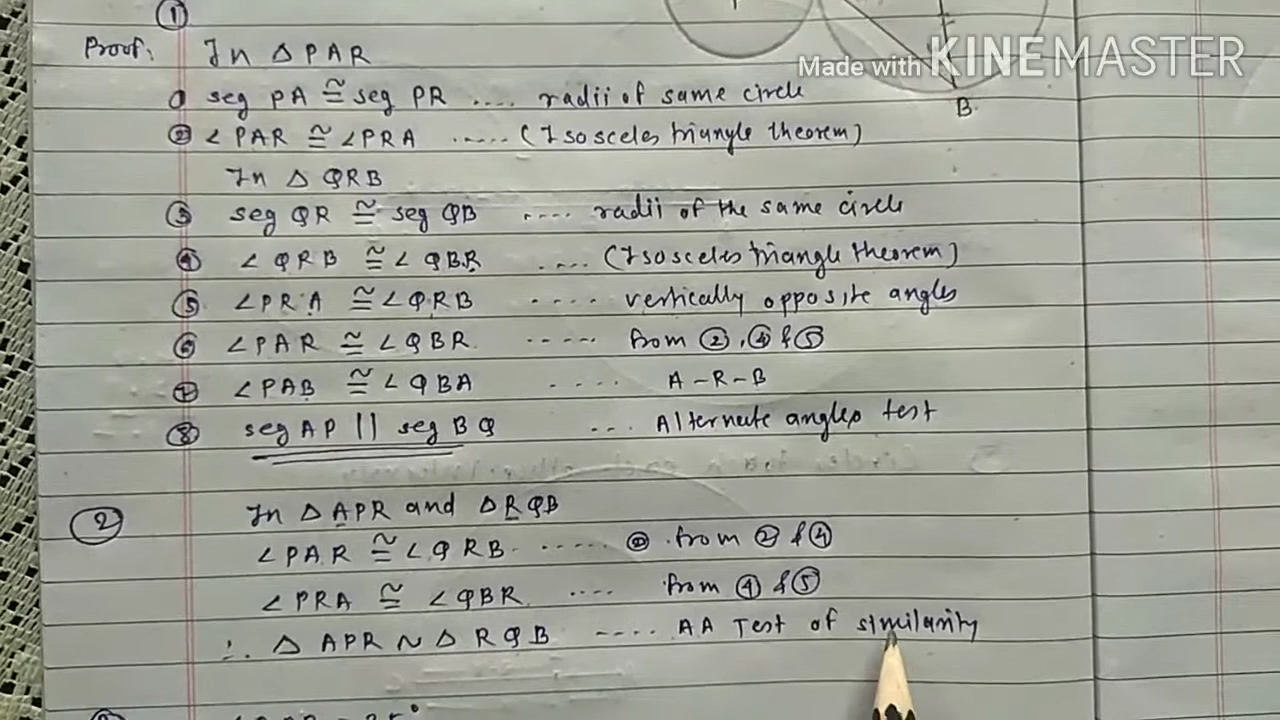 ①
Made with KINEMASTER
B
Proof: In △PAR
① seg PA ≅ seg PR .... radii of same circle
② ∠PAR ≅ ∠PRA ..... (Isosceles triangle theorem)
In △ QRB
③ seg QR ≅ seg QB .... radii of the same circle
④ ∠QRB ≅ ∠QBR .... (Isosceles triangle theorem)
⑤ ∠PRA ≅ ∠QRB .... vertically opposite angles
⑥ ∠PAR ≅ ∠QBR ..... from ②, ④ & ⑤
⑦ ∠PAB ≅ ∠QBA .... A-R-B
⑧ seg AP || seg BQ ... Alternate angles test
② In △APR and △RQB
∠PAR ≅ ∠QRB ..... from ② & ④
∠PRA ≅ ∠QBR .... from ④ & ⑤
∴ △ APR ~ △ RQB .... AA Test of similarity